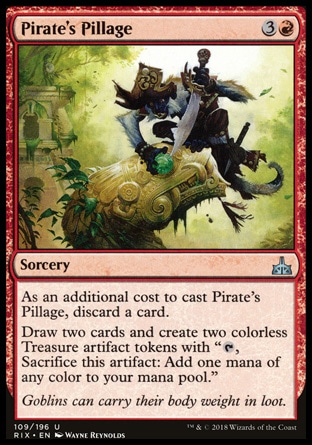 Pirate's Pillage 3
Sorcery
As an additional cost to cast Pirate's
Pillage, discard a card.
Draw two cards and create two colorless
Treasure artifact tokens with “,
Sacrifice this artifact: Add one mana of
any color to your mana pool.”
Goblins can carry their body weight in loot.
109/196 U
RIX • EN Wayne Reynolds
™ & © 2018 Wizards of the Coast